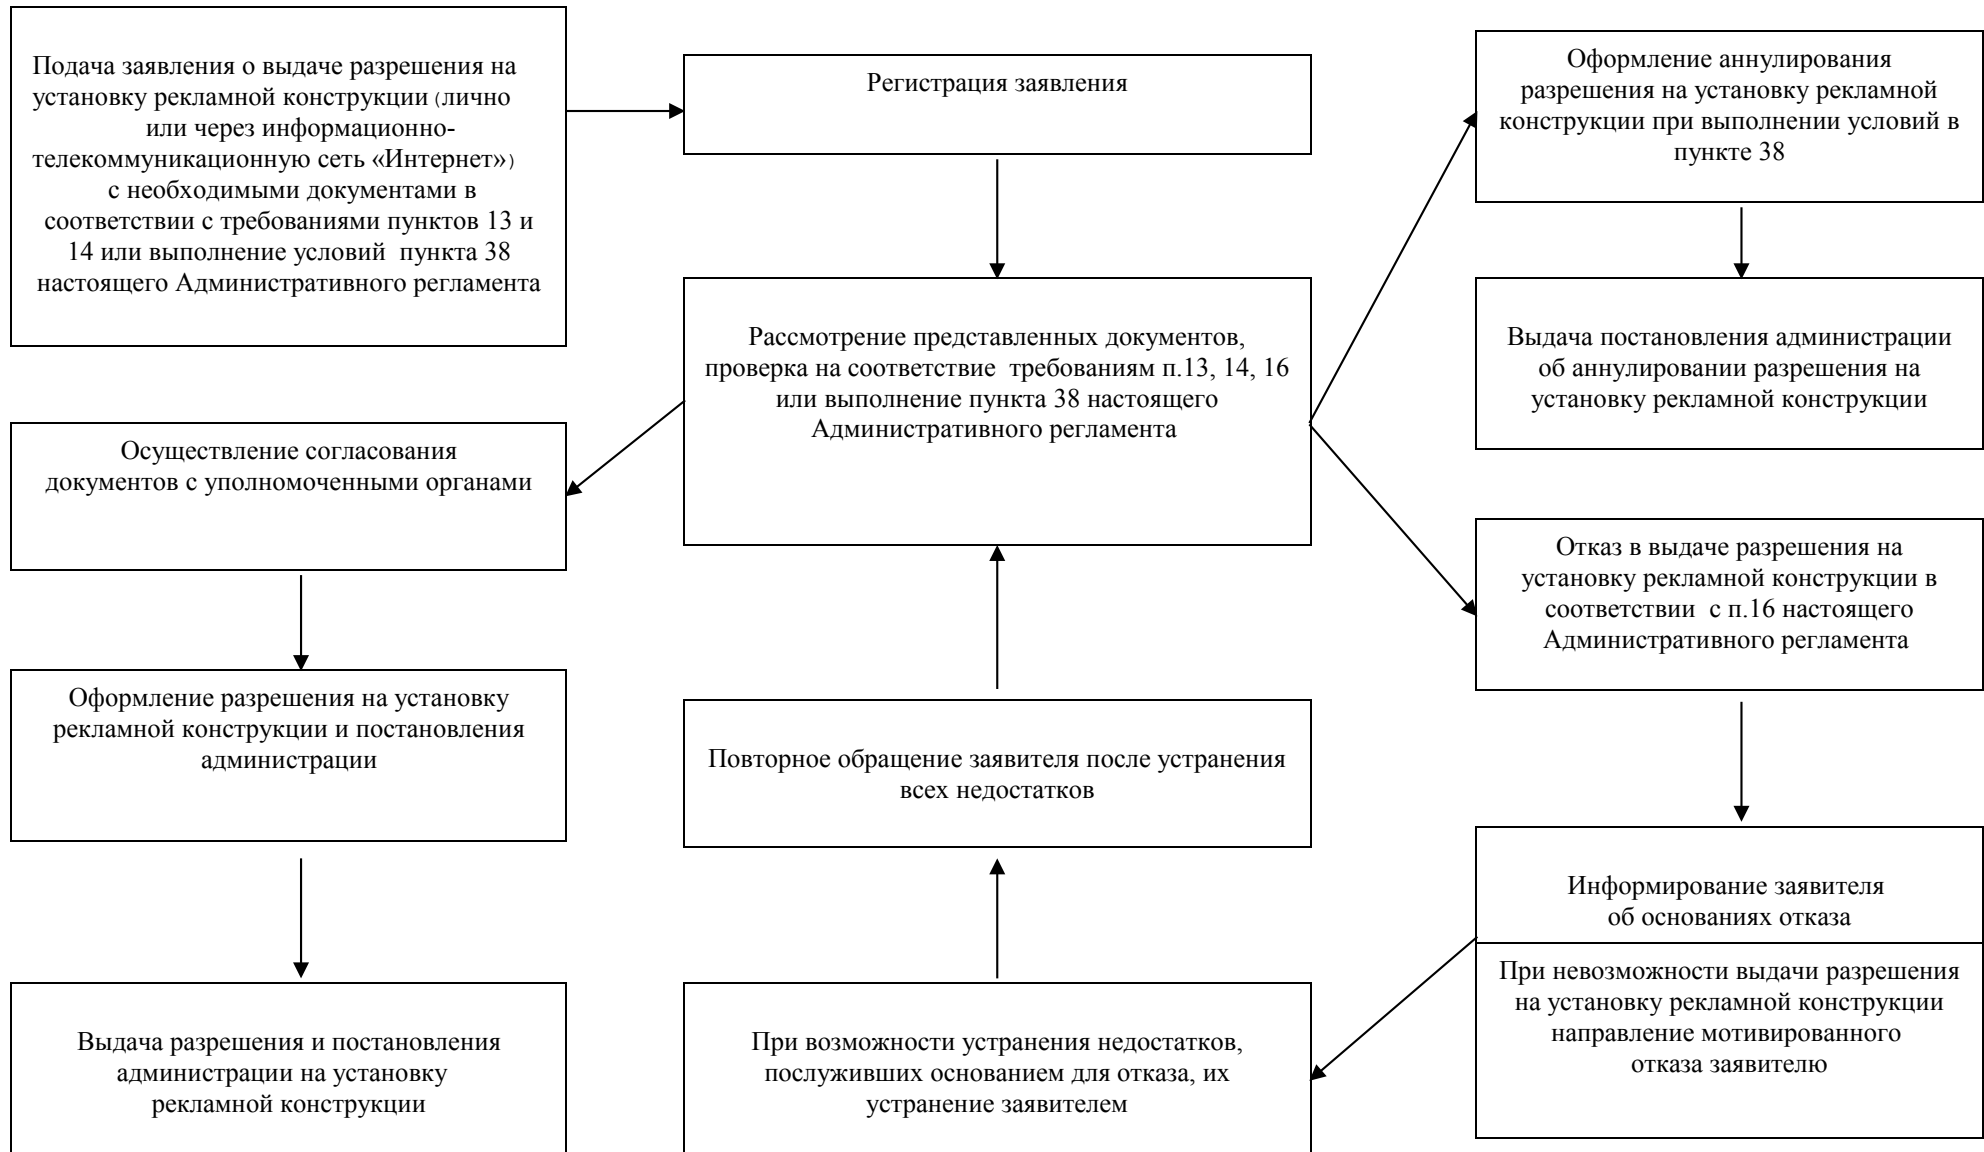 Подача заявления о выдаче разрешения на
установку рекламной конструкции (лично
или через информационно-
телекоммуникационную сеть «Интернет»)
с необходимыми документами в
соответствии с требованиями пунктов 13 и
14 или выполнение условий пункта 38
настоящего Административного регламента
Регистрация заявления
Оформление аннулирования
разрешения на установку рекламной
конструкции при выполнении условий в
пункте 38
Рассмотрение представленных документов,
проверка на соответствие требованиям п.13, 14, 16
или выполнение пункта 38 настоящего
Административного регламента
Выдача постановления администрации
об аннулировании разрешения на
установку рекламной конструкции
Осуществление согласования
документов с уполномоченными органами
Отказ в выдаче разрешения на
установку рекламной конструкции в
соответствии с п.16 настоящего
Административного регламента
Оформление разрешения на установку
рекламной конструкции и постановления
администрации
Повторное обращение заявителя после устранения
всех недостатков
Информирование заявителя
об основаниях отказа
При невозможности выдачи разрешения
на установку рекламной конструкции
направление мотивированного
отказа заявителю
Выдача разрешения и постановления
администрации на установку
рекламной конструкции
При возможности устранения недостатков,
послуживших основанием для отказа, их
устранение заявителем